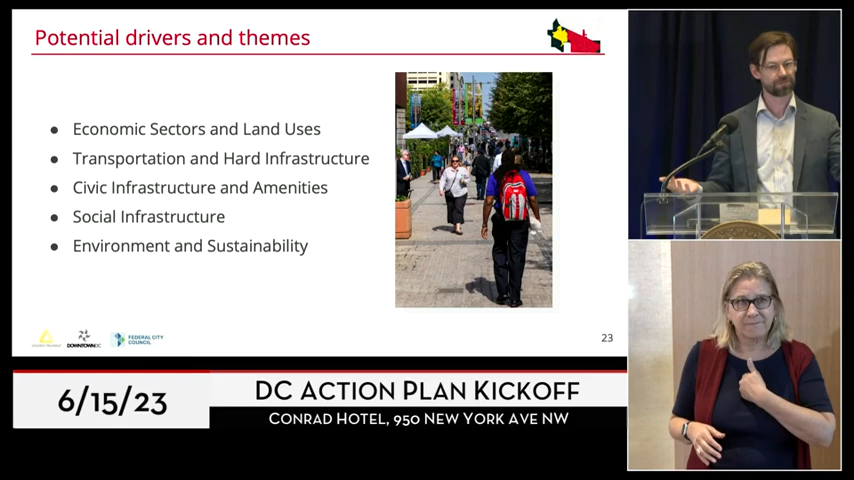 Potential drivers and themes
● Economic Sectors and Land Uses
● Transportation and Hard Infrastructure
● Civic Infrastructure and Amenities
● Social Infrastructure
● Environment and Sustainability
GOLDEN TRIANGLE
DOWNTOWNDC
FEDERAL CITY
COUNCIL
23
6/15/23
DC ACTION PLAN KICKOFF
CONRAD HOTEL, 950 NEW YORK AVE NW